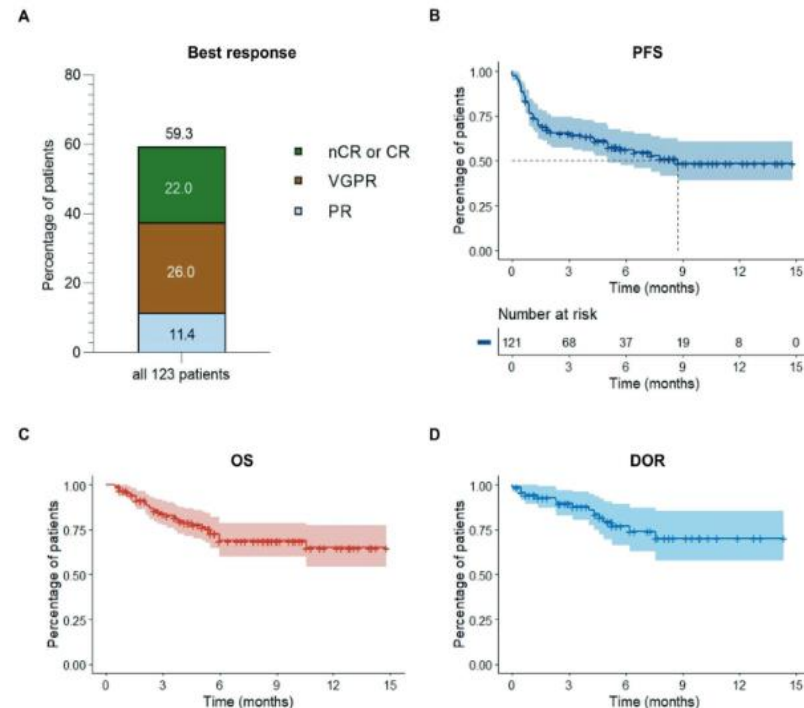 A
Best response
80
60
40
20
0
Percentage of patients
59.3
22.0
26.0
11.4
all 123 patients
nCR or CR
VGPR
PR
B
PFS
1.00
0.75
0.50
0.25
0.00
Percentage of patients
0 3 6 9 12 15
Time (months)
Number at risk
121 68 37 19 8 0
0 3 6 9 12 15
Time (months)
C
OS
1.00
0.75
0.50
0.25
0.00
Percentage of patients
0 3 6 9 12 15
Time (months)
D
DOR
1.00
0.75
0.50
0.25
0.00
Percentage of patients
0 3 6 9 12 15
Time (months)